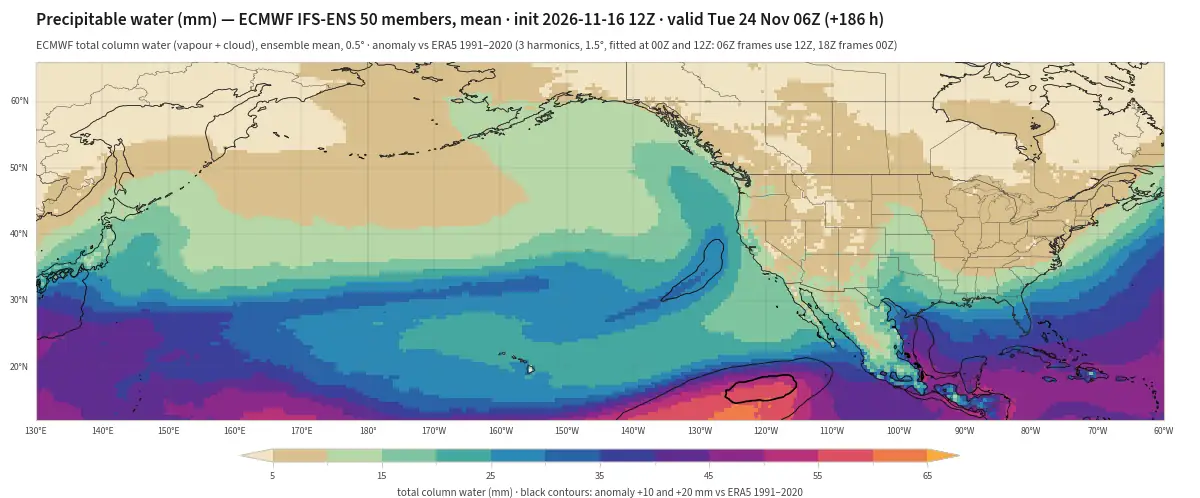 Precipitable water (mm) — ECMWF IFS-ENS 50 members, mean · init 2026-11-16 12Z · valid Tue 24 Nov 06Z (+186 h)
ECMWF total column water (vapour + cloud), ensemble mean, 0.5° · anomaly vs ERA5 1991–2020 (3 harmonics, 1.5°, fitted at 00Z and 12Z: 06Z frames use 12Z, 18Z frames 00Z)
60°N
50°N
40°N
30°N
20°N
130°E 140°E 150°E 160°E 170°E 180° 170°W 160°W 150°W 140°W 130°W 120°W 110°W 100°W 90°W 80°W 70°W 60°W
5 15 25 35 45 55 65
total column water (mm) · black contours: anomaly +10 and +20 mm vs ERA5 1991–2020